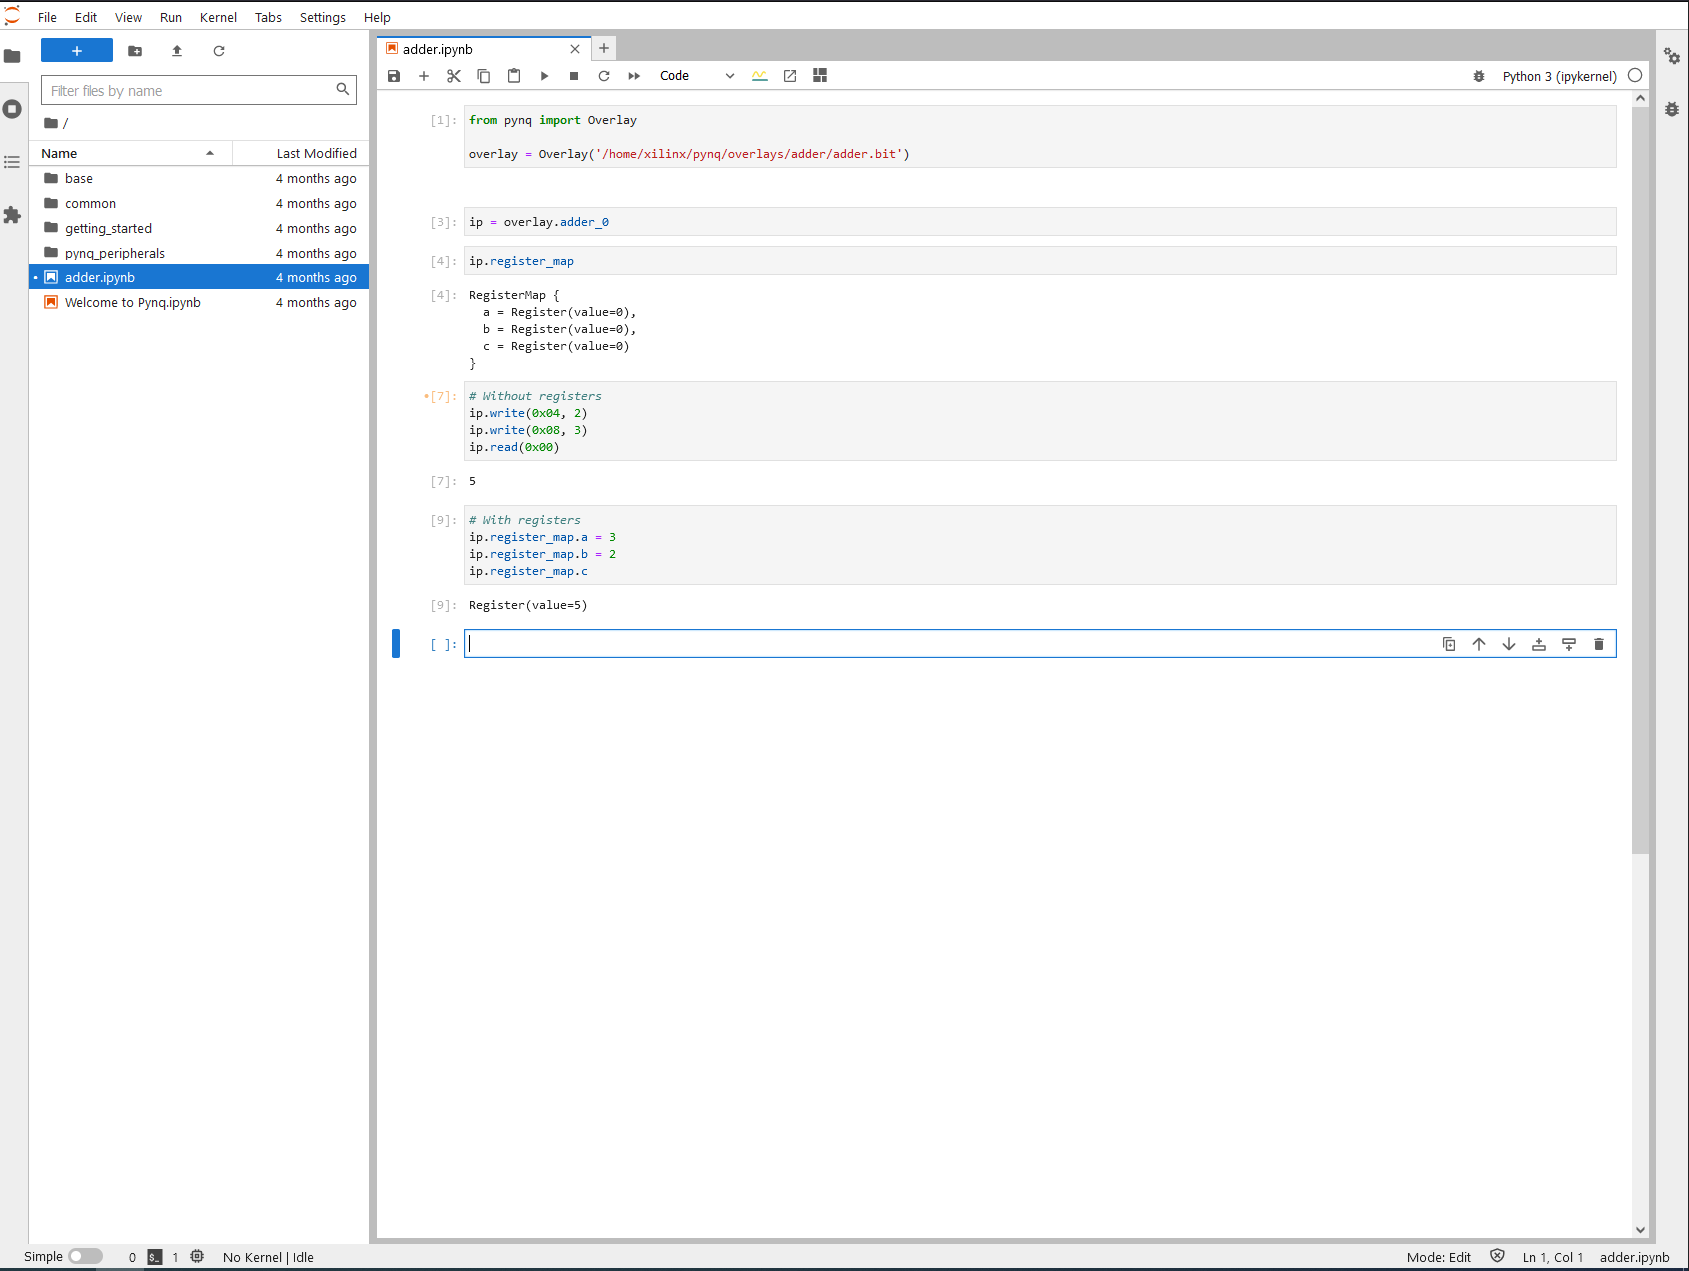 File Edit View Run Kernel Tabs Settings Help
+
Filter files by name
/
Name Last Modified
base 4 months ago
common 4 months ago
getting_started 4 months ago
pynq_peripherals 4 months ago
• adder.ipynb 4 months ago
Welcome to Pynq.ipynb 4 months ago
adder.ipynb
Code
Python 3 (ipykernel)
[1]: from pynq import Overlay
overlay = Overlay('/home/xilinx/pynq/overlays/adder/adder.bit')
[3]: ip = overlay.adder_0
[4]: ip.register_map
[4]: RegisterMap {
  a = Register(value=0),
  b = Register(value=0),
  c = Register(value=0)
}
•[7]: # Without registers
ip.write(0x04, 2)
ip.write(0x08, 3)
ip.read(0x00)
[7]: 5
[9]: # With registers
ip.register_map.a = 3
ip.register_map.b = 2
ip.register_map.c
[9]: Register(value=5)
[ ]:
Simple 0 $_ 1 No Kernel | Idle Mode: Edit Ln 1, Col 1 adder.ipynb